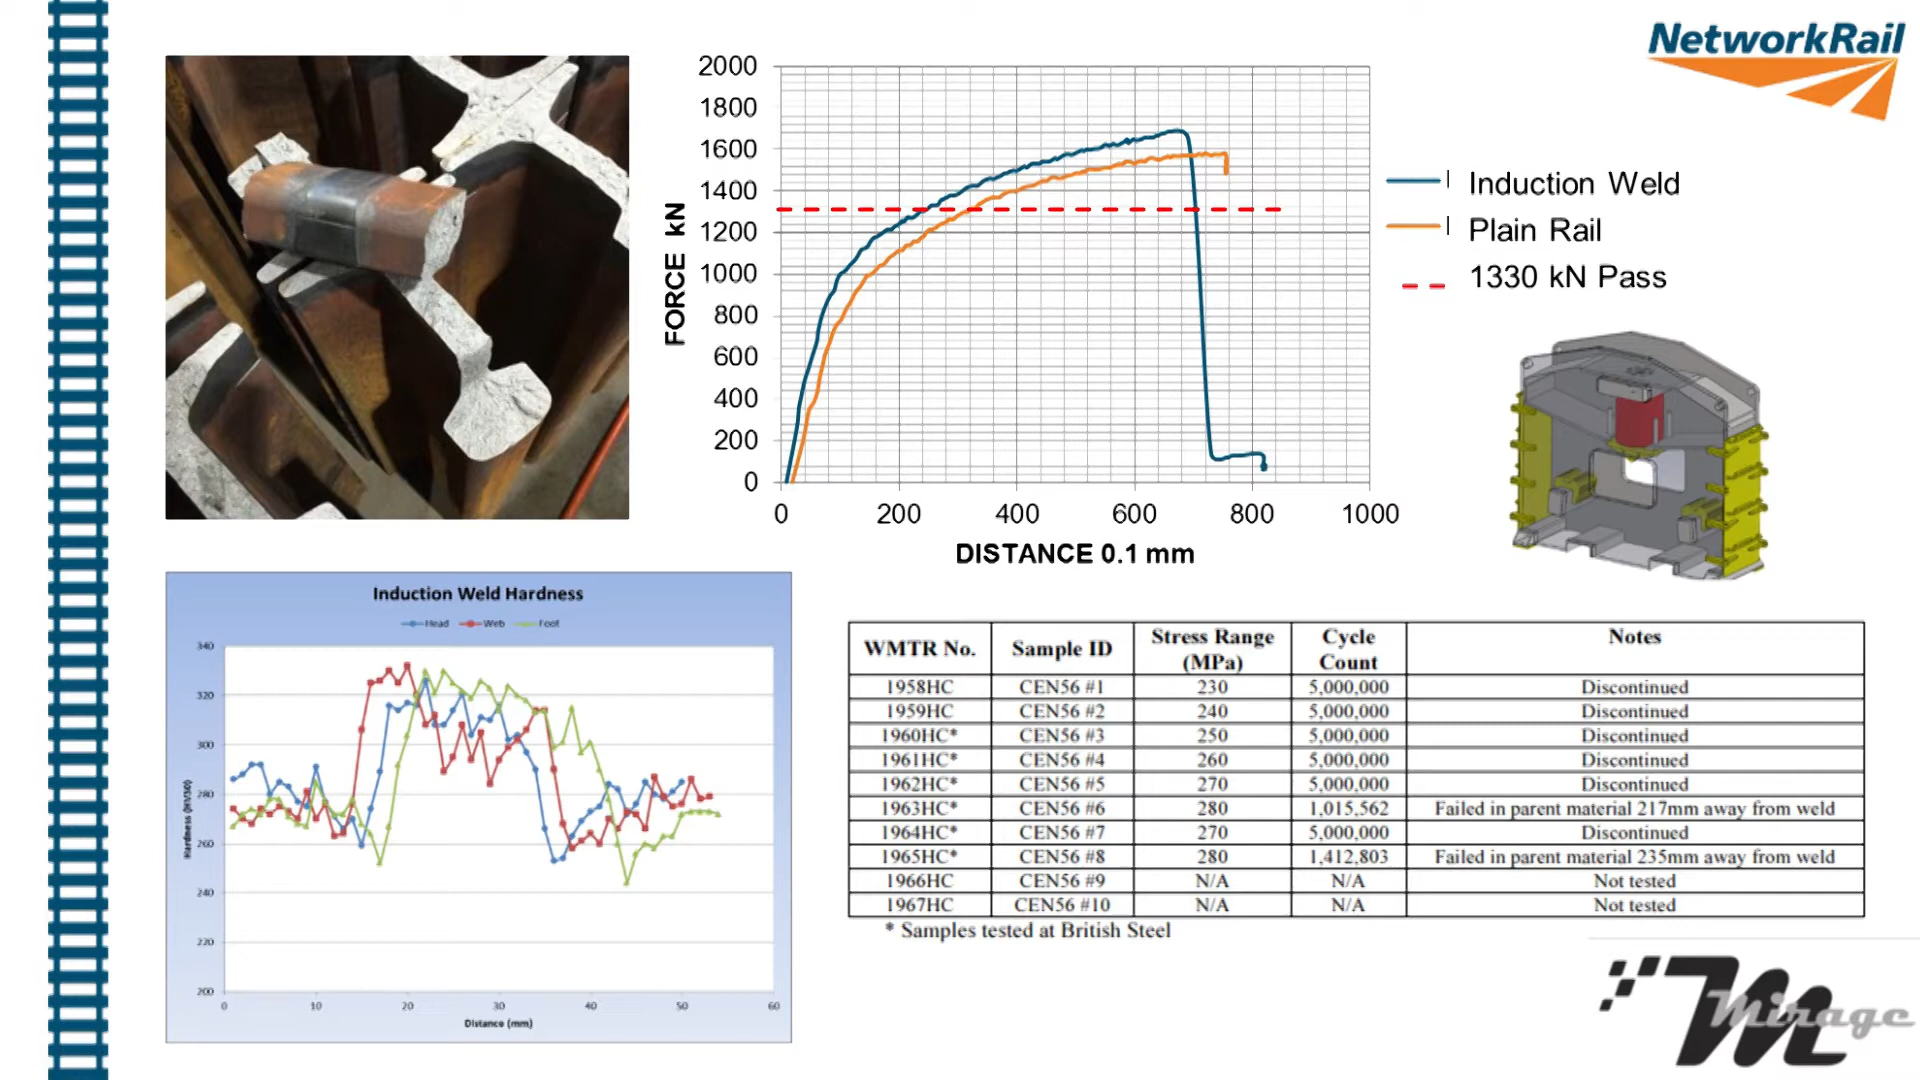 NetworkRail
2000
1800
1600
1400
1200
1000
800
600
400
200
0
FORCE kN
0 200 400 600 800 1000
DISTANCE 0.1 mm
Induction Weld
Plain Rail
1330 kN Pass
Induction Weld Hardness
Head Web Foot
340
320
300
280
260
240
220
200
Hardness (HV30)
0 10 20 30 40 50 60
Distance (mm)
WMTR No. Sample ID Stress Range (MPa) Cycle Count Notes
1958HC CEN56 #1 230 5,000,000 Discontinued
1959HC CEN56 #2 240 5,000,000 Discontinued
1960HC* CEN56 #3 250 5,000,000 Discontinued
1961HC* CEN56 #4 260 5,000,000 Discontinued
1962HC* CEN56 #5 270 5,000,000 Discontinued
1963HC* CEN56 #6 280 1,015,562 Failed in parent material 217mm away from weld
1964HC* CEN56 #7 270 5,000,000 Discontinued
1965HC* CEN56 #8 280 1,412,803 Failed in parent material 235mm away from weld
1966HC CEN56 #9 N/A N/A Not tested
1967HC CEN56 #10 N/A N/A Not tested
* Samples tested at British Steel
m
Mirage